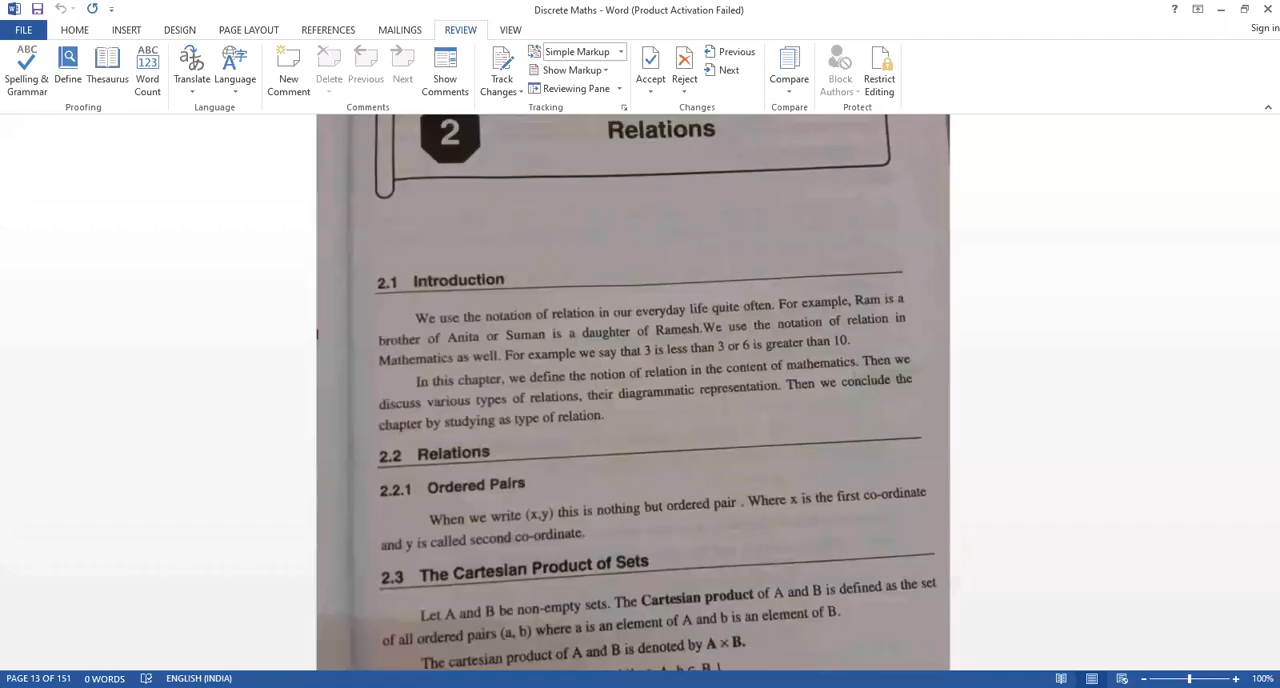 Discrete Maths - Word (Product Activation Failed)
FILE HOME INSERT DESIGN PAGE LAYOUT REFERENCES MAILINGS REVIEW VIEW Sign in
Spelling & Grammar
Define
Thesaurus
Word Count
Proofing
Translate
Language
Language
New Comment
Delete
Previous
Next
Show Comments
Comments
Track Changes
Simple Markup
Show Markup
Reviewing Pane
Tracking
Accept
Reject
Previous
Next
Changes
Compare
Compare
Block Authors
Restrict Editing
Protect
2 Relations
2.1 Introduction
We use the notation of relation in our everyday life quite often. For example, Ram is a
brother of Anita or Suman is a daughter of Ramesh.We use the notation of relation in
Mathematics as well. For example we say that 3 is less than 3 or 6 is greater than 10.
In this chapter, we define the notion of relation in the content of mathematics. Then we
discuss various types of relations, their diagrammatic representation. Then we conclude the
chapter by studying as type of relation.
2.2 Relations
2.2.1 Ordered Pairs
When we write (x,y) this is nothing but ordered pair . Where x is the first co-ordinate
and y is called second co-ordinate.
2.3 The Cartesian Product of Sets
Let A and B be non-empty sets. The Cartesian product of A and B is defined as the set
of all ordered pairs (a, b) where a is an element of A and b is an element of B.
The cartesian product of A and B is denoted by A × B.
PAGE 13 OF 151 0 WORDS ENGLISH (INDIA) 100%